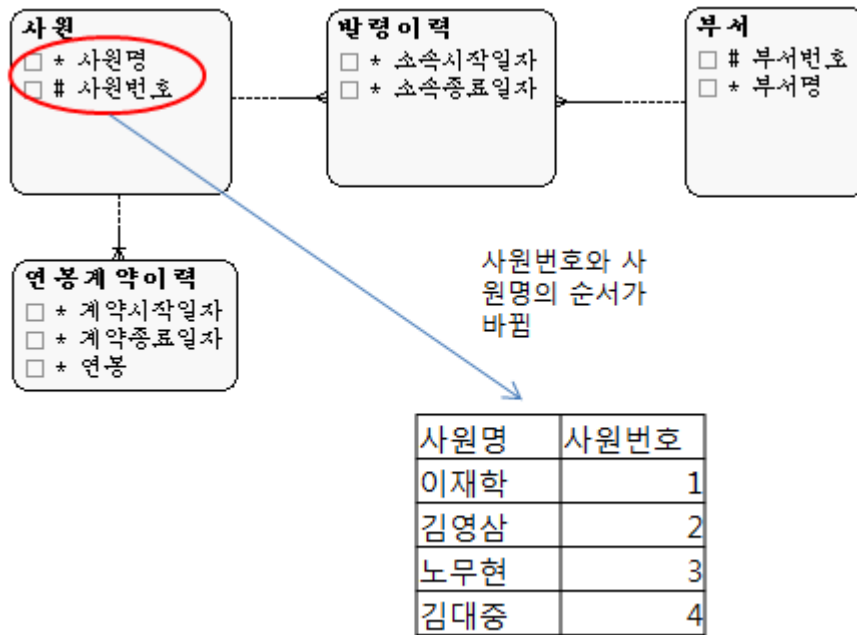 사원
* 사원명
# 사원번호
발령이력
* 소속시작일자
* 소속종료일자
부서
# 부서번호
* 부서명
연봉계약이력
* 계약시작일자
* 계약종료일자
* 연봉
사원번호와 사
원명의 순서가
바뀜
사원명 사원번호
이재학 1
김영삼 2
노무현 3
김대중 4